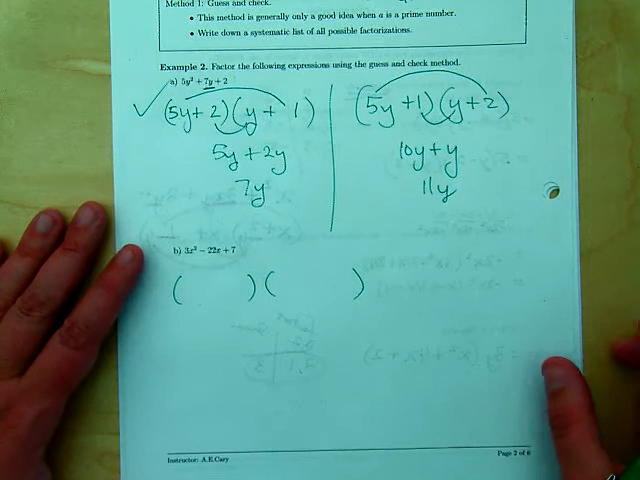 Method 1: Guess and check.
• This method is generally only a good idea when a is a prime number.
• Write down a systematic list of all possible factorizations.
Example 2. Factor the following expressions using the guess and check method.
a) 5y² + 7y + 2
(5y+2)(y+1)
5y+2y
7y
(5y+1)(y+2)
10y+y
11y
b) 3x² − 22x + 7
( )( )
Instructor: A.E.Cary
Page 2 of 6